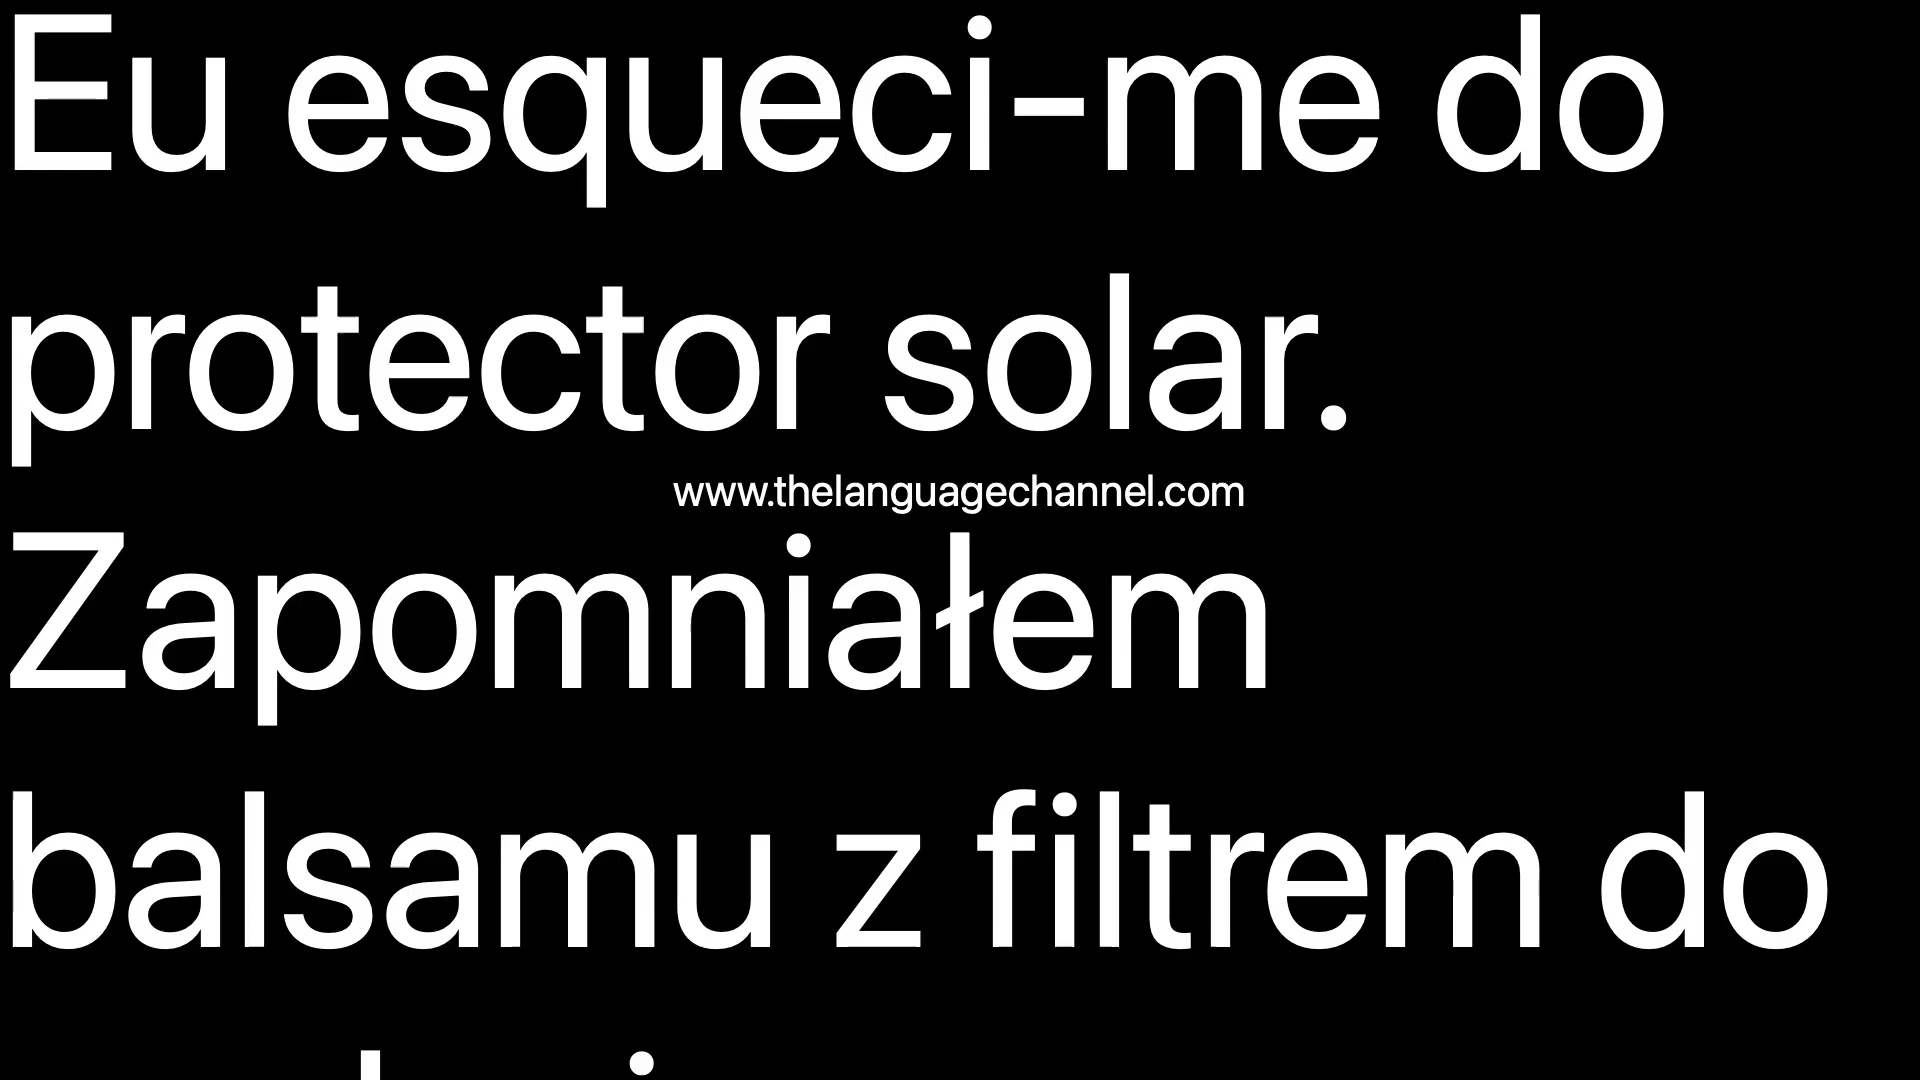 Eu esqueci-me do
protector solar.
www.thelanguagechannel.com
Zapomniałem
balsamu z filtrem do